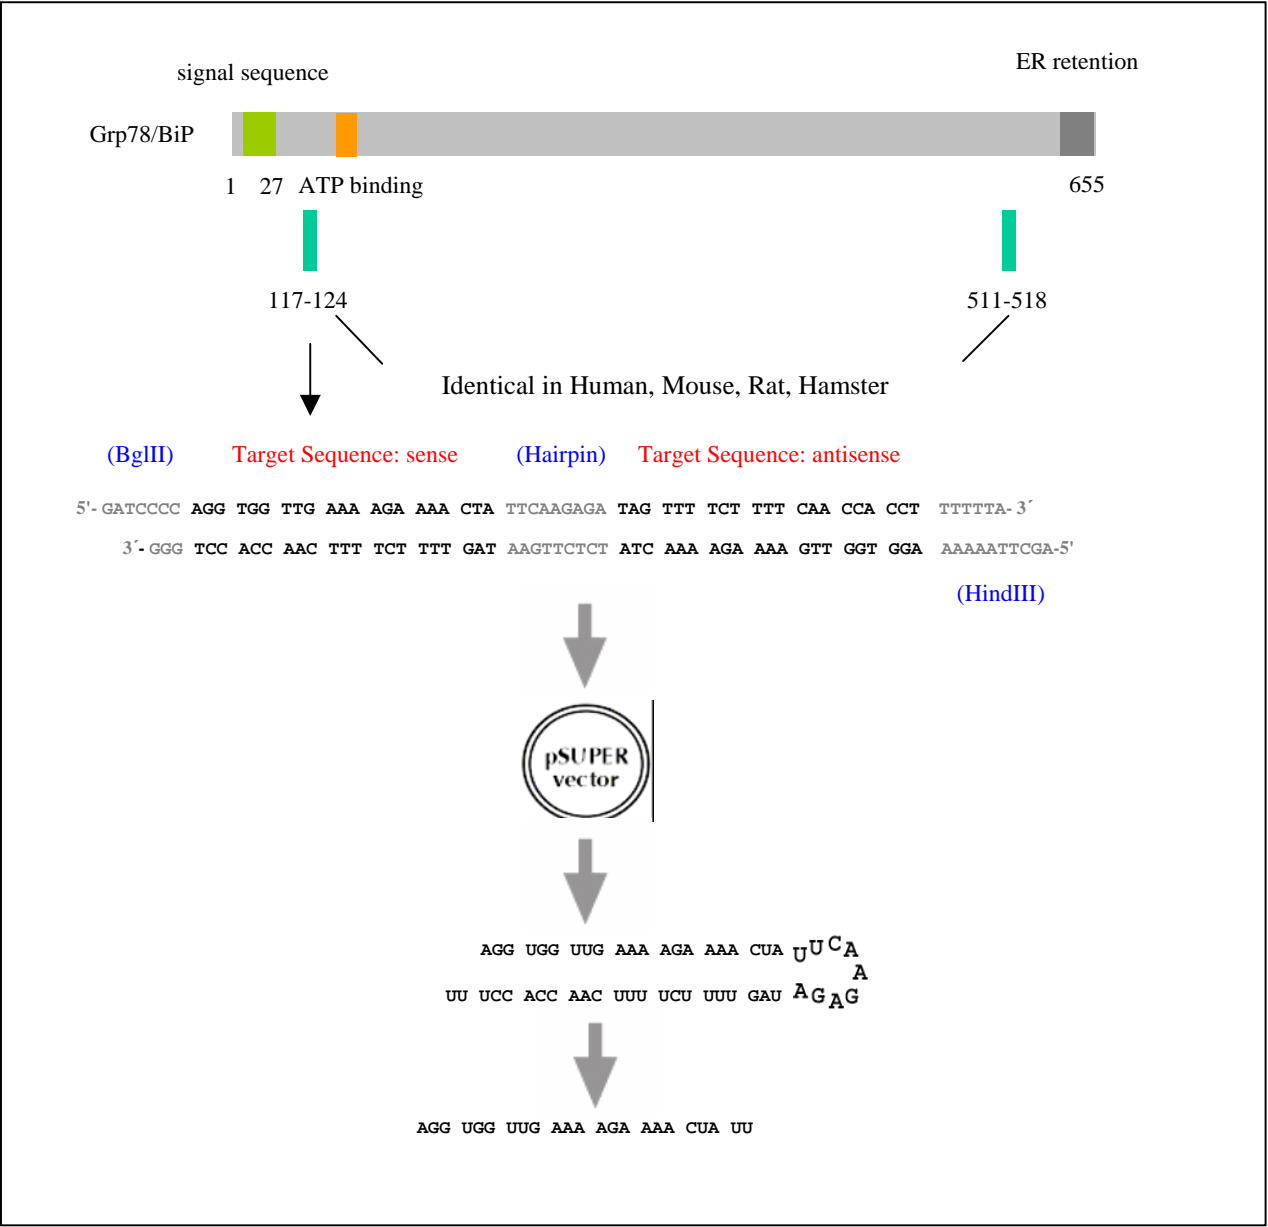 ER retention
signal sequence
Grp78/BiP
1 27 ATP binding 655
117-124 511-518
Identical in Human, Mouse, Rat, Hamster
(BglII) Target Sequence: sense (Hairpin) Target Sequence: antisense
5'- GATCCCC AGG TGG TTG AAA AGA AAA CTA TTCAAGAGA TAG TTT TCT TTT CAA CCA CCT TTTTTA- 3´
3´- GGG TCC ACC AAC TTT TCT TTT GAT AAGTTCTCT ATC AAA AGA AAA GTT GGT GGA AAAAATTCGA-5'
(HindIII)
pSUPER
vector
AGG UGG UUG AAA AGA AAA CUA UUCA
A
UU UCC ACC AAC UUU UCU UUU GAU AGAG
AGG UGG UUG AAA AGA AAA CUA UU